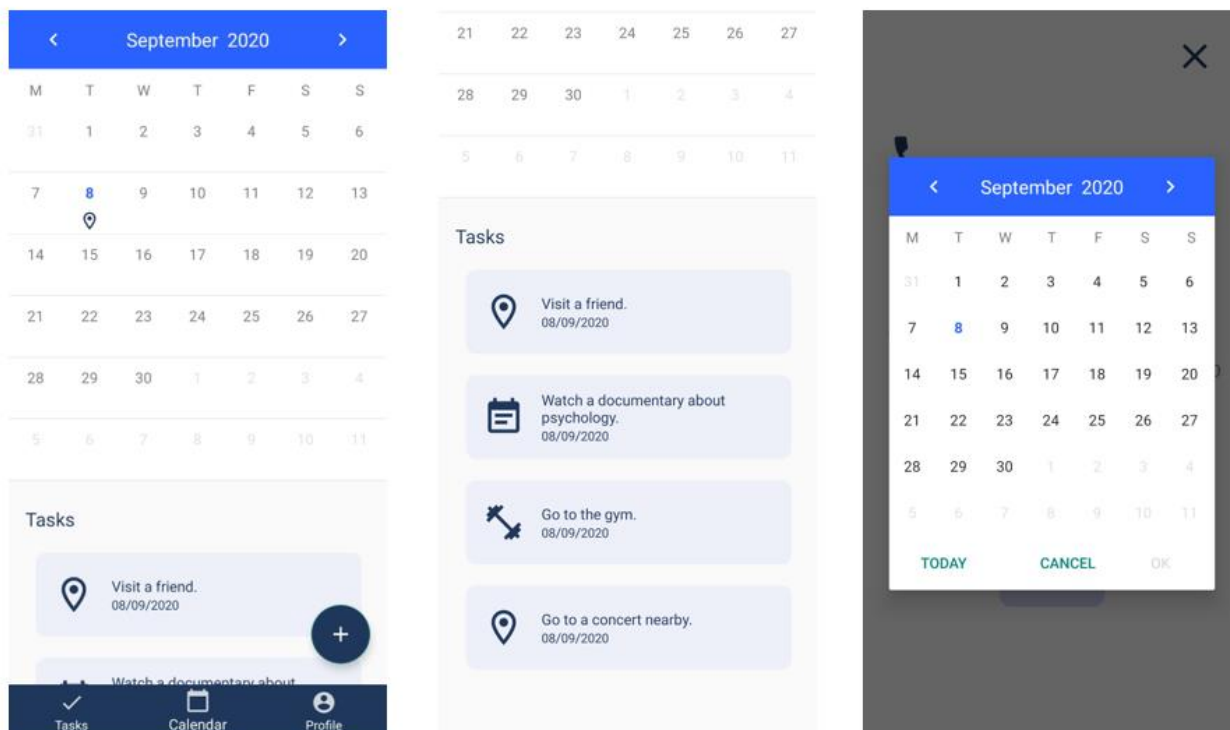 September 2020
M T W T F S S
31 1 2 3 4 5 6
7 8 9 10 11 12 13
14 15 16 17 18 19 20
21 22 23 24 25 26 27
28 29 30 1 2 3 4
5 6 7 8 9 10 11
Tasks
Visit a friend.
08/09/2020
+
Watch a documentary about
Tasks Calendar Profile
21 22 23 24 25 26 27
28 29 30 1 2 3 4
5 6 7 8 9 10 11
Tasks
Visit a friend.
08/09/2020
Watch a documentary about
psychology.
08/09/2020
Go to the gym.
08/09/2020
Go to a concert nearby.
08/09/2020
September 2020
M T W T F S S
31 1 2 3 4 5 6
7 8 9 10 11 12 13
14 15 16 17 18 19 20
21 22 23 24 25 26 27
28 29 30 1 2 3 4
5 6 7 8 9 10 11
TODAY CANCEL OK